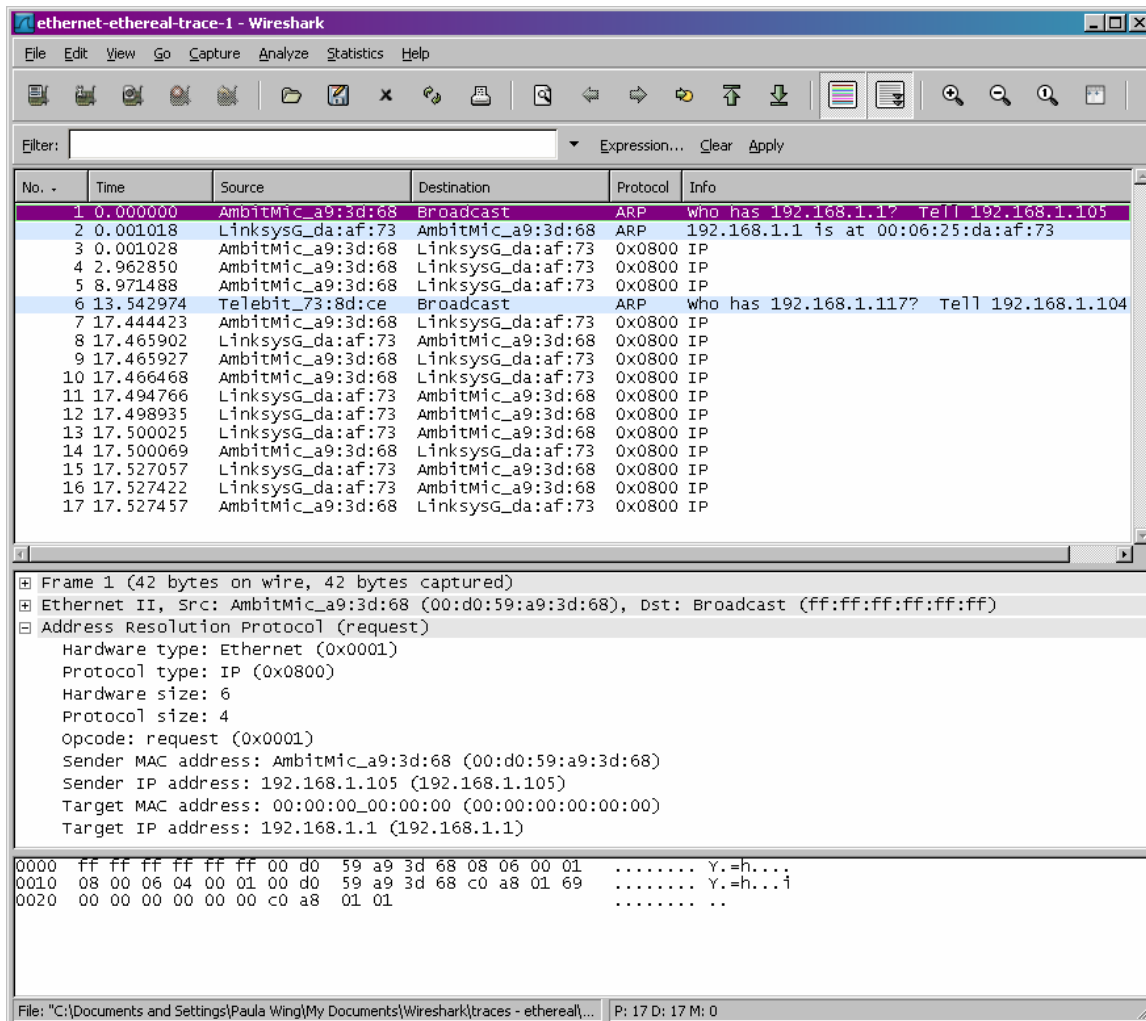 ethernet-ethereal-trace-1 - Wireshark
File Edit View Go Capture Analyze Statistics Help
Filter: Expression... Clear Apply
No. Time Source Destination Protocol Info
1 0.000000 AmbitMic_a9:3d:68 Broadcast ARP who has 192.168.1.1? Tell 192.168.1.105
2 0.001018 LinksysG_da:af:73 AmbitMic_a9:3d:68 ARP 192.168.1.1 is at 00:06:25:da:af:73
3 0.001028 AmbitMic_a9:3d:68 LinksysG_da:af:73 0x0800 IP
4 2.962850 AmbitMic_a9:3d:68 LinksysG_da:af:73 0x0800 IP
5 8.971488 AmbitMic_a9:3d:68 LinksysG_da:af:73 0x0800 IP
6 13.542974 Telebit_73:8d:ce Broadcast ARP who has 192.168.1.117? Tell 192.168.1.104
7 17.444423 AmbitMic_a9:3d:68 LinksysG_da:af:73 0x0800 IP
8 17.465902 LinksysG_da:af:73 AmbitMic_a9:3d:68 0x0800 IP
9 17.465927 AmbitMic_a9:3d:68 LinksysG_da:af:73 0x0800 IP
10 17.466468 AmbitMic_a9:3d:68 LinksysG_da:af:73 0x0800 IP
11 17.494766 LinksysG_da:af:73 AmbitMic_a9:3d:68 0x0800 IP
12 17.498935 LinksysG_da:af:73 AmbitMic_a9:3d:68 0x0800 IP
13 17.500025 LinksysG_da:af:73 AmbitMic_a9:3d:68 0x0800 IP
14 17.500069 AmbitMic_a9:3d:68 LinksysG_da:af:73 0x0800 IP
15 17.527057 LinksysG_da:af:73 AmbitMic_a9:3d:68 0x0800 IP
16 17.527422 LinksysG_da:af:73 AmbitMic_a9:3d:68 0x0800 IP
17 17.527457 AmbitMic_a9:3d:68 LinksysG_da:af:73 0x0800 IP
Frame 1 (42 bytes on wire, 42 bytes captured)
Ethernet II, Src: AmbitMic_a9:3d:68 (00:d0:59:a9:3d:68), Dst: Broadcast (ff:ff:ff:ff:ff:ff)
Address Resolution Protocol (request)
Hardware type: Ethernet (0x0001)
Protocol type: IP (0x0800)
Hardware size: 6
Protocol size: 4
Opcode: request (0x0001)
Sender MAC address: AmbitMic_a9:3d:68 (00:d0:59:a9:3d:68)
Sender IP address: 192.168.1.105 (192.168.1.105)
Target MAC address: 00:00:00_00:00:00 (00:00:00:00:00:00)
Target IP address: 192.168.1.1 (192.168.1.1)
0000 ff ff ff ff ff ff 00 d0 59 a9 3d 68 08 06 00 01 ........ Y.=h....
0010 08 00 06 04 00 01 00 d0 59 a9 3d 68 c0 a8 01 69 ........ Y.=h...i
0020 00 00 00 00 00 00 c0 a8 01 01 ........ ..
File: "C:\Documents and Settings\Paula Wing\My Documents\Wireshark\traces - ethereal\... P: 17 D: 17 M: 0